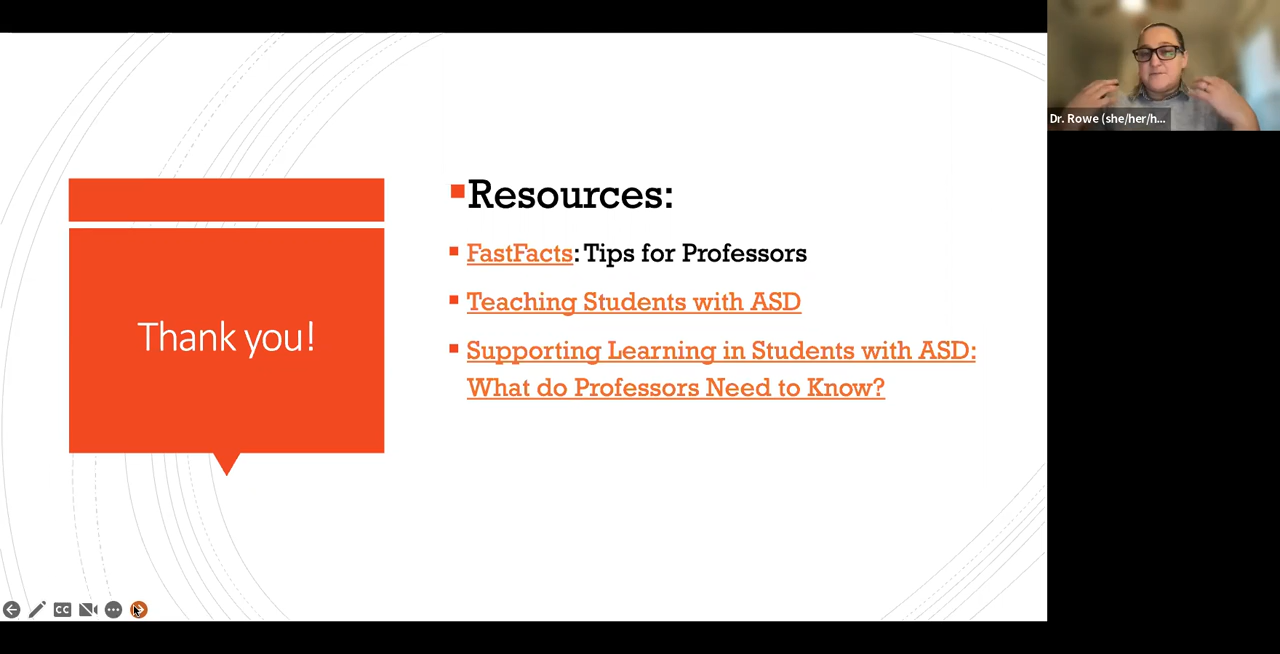 Dr. Rowe (she/her/h...
Thank you!
Resources:
FastFacts: Tips for Professors
Teaching Students with ASD
Supporting Learning in Students with ASD:
What do Professors Need to Know?
CC